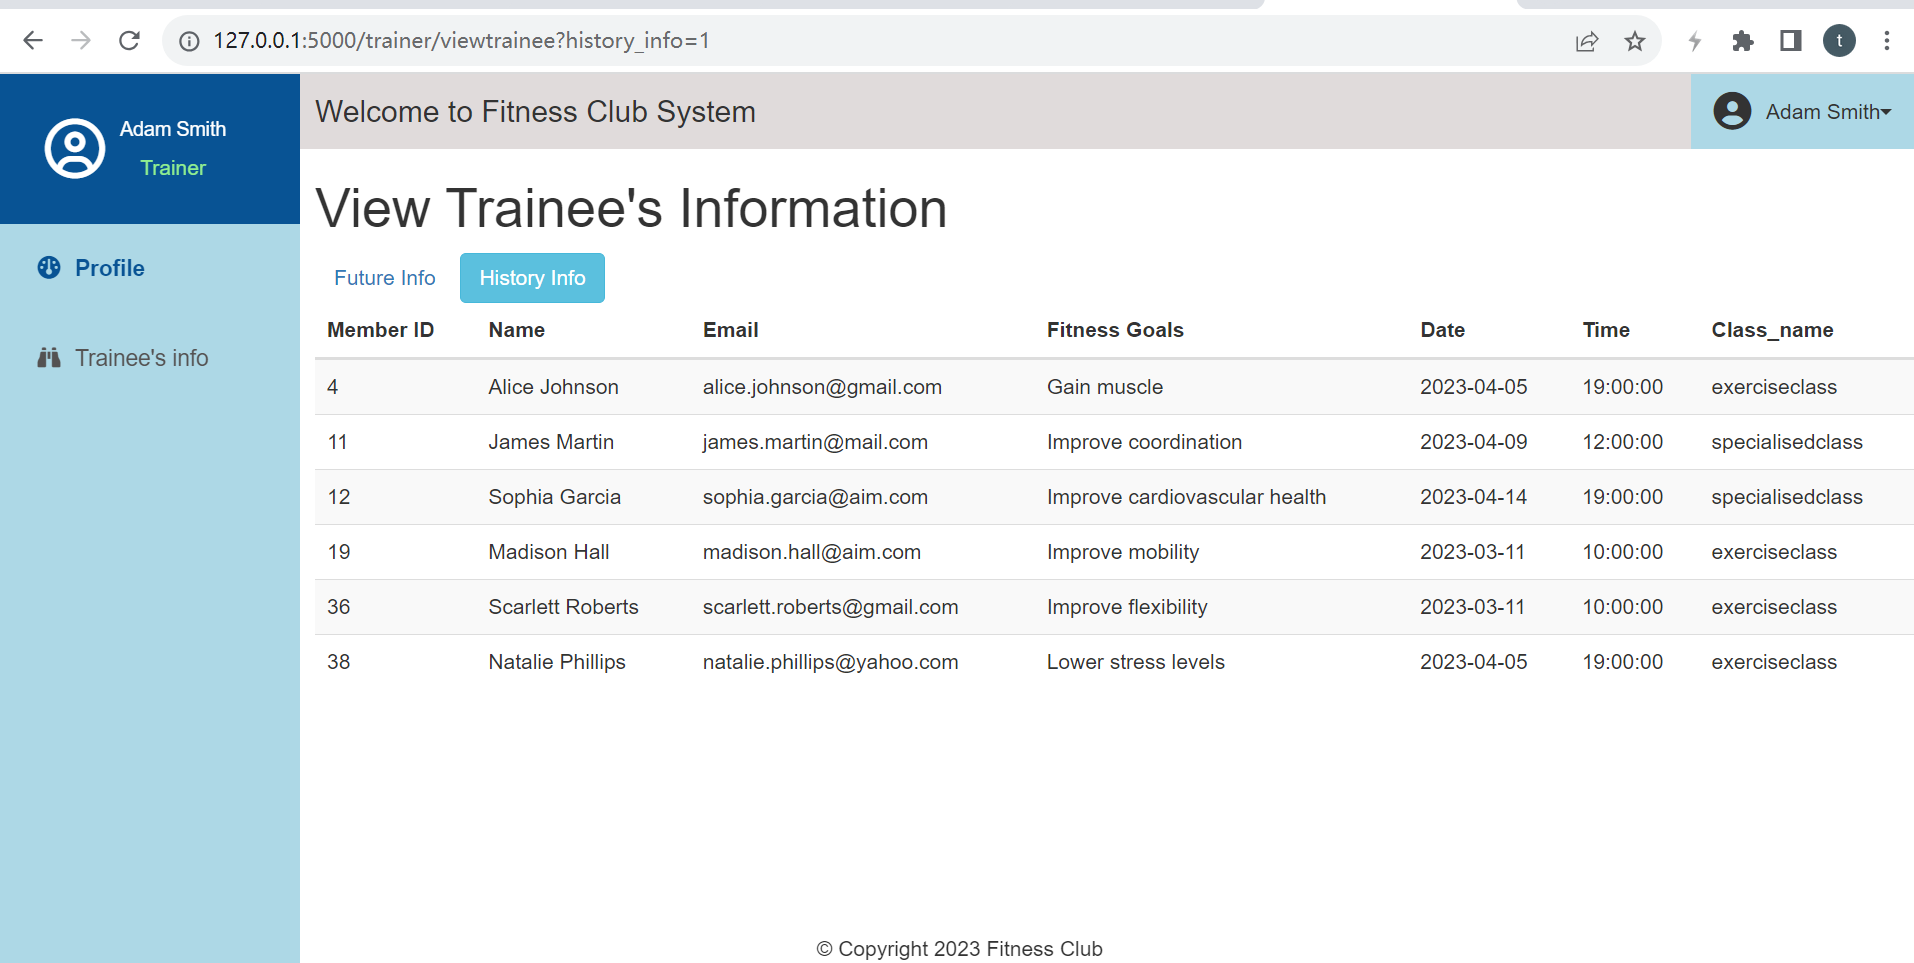 127.0.0.1:5000/trainer/viewtrainee?history_info=1
t
Adam Smith
Trainer
Welcome to Fitness Club System
Adam Smith
Profile
Trainee's info
View Trainee's Information
Future Info History Info
Member ID Name Email Fitness Goals Date Time Class_name
4 Alice Johnson alice.johnson@gmail.com Gain muscle 2023-04-05 19:00:00 exerciseclass
11 James Martin james.martin@mail.com Improve coordination 2023-04-09 12:00:00 specialisedclass
12 Sophia Garcia sophia.garcia@aim.com Improve cardiovascular health 2023-04-14 19:00:00 specialisedclass
19 Madison Hall madison.hall@aim.com Improve mobility 2023-03-11 10:00:00 exerciseclass
36 Scarlett Roberts scarlett.roberts@gmail.com Improve flexibility 2023-03-11 10:00:00 exerciseclass
38 Natalie Phillips natalie.phillips@yahoo.com Lower stress levels 2023-04-05 19:00:00 exerciseclass
© Copyright 2023 Fitness Club